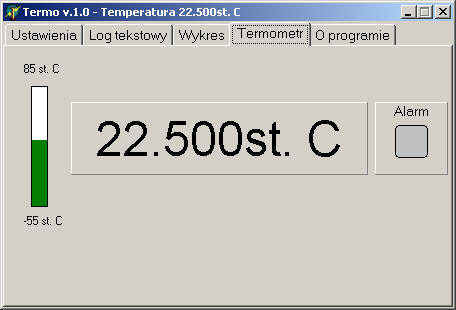 Termo v.1.0 - Temperatura 22.500st. C
Ustawienia Log tekstowy Wykres Termometr O programie
85 st. C
Alarm
22.500st. C
-55 st. C